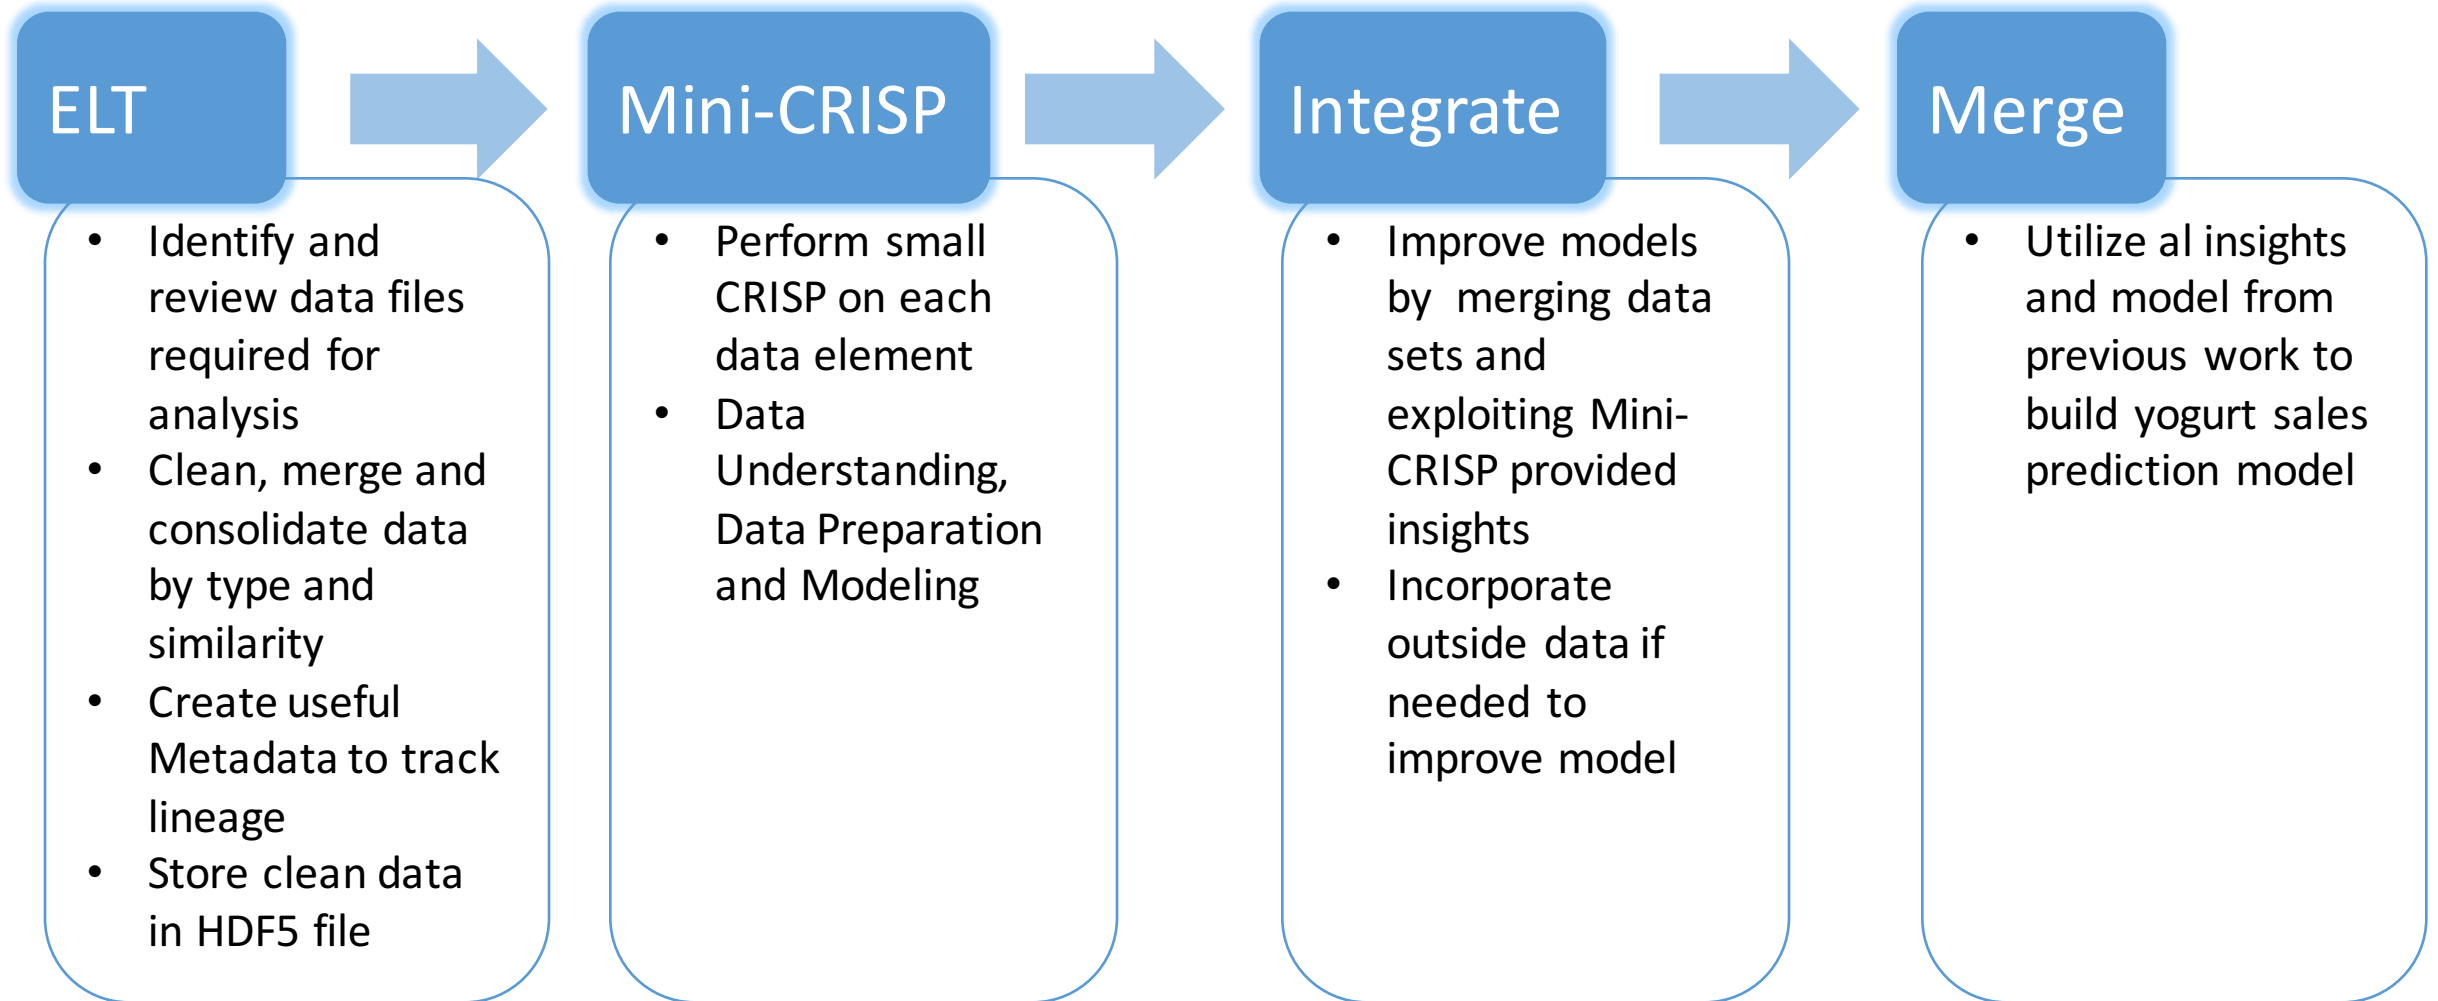 ELT
• Identify and
review data files
required for
analysis
• Clean, merge and
consolidate data
by type and
similarity
• Create useful
Metadata to track
lineage
• Store clean data
in HDF5 file
Mini-CRISP
• Perform small
CRISP on each
data element
• Data
Understanding,
Data Preparation
and Modeling
Integrate
• Improve models
by merging data
sets and
exploiting Mini-
CRISP provided
insights
• Incorporate
outside data if
needed to
improve model
Merge
• Utilize al insights
and model from
previous work to
build yogurt sales
prediction model